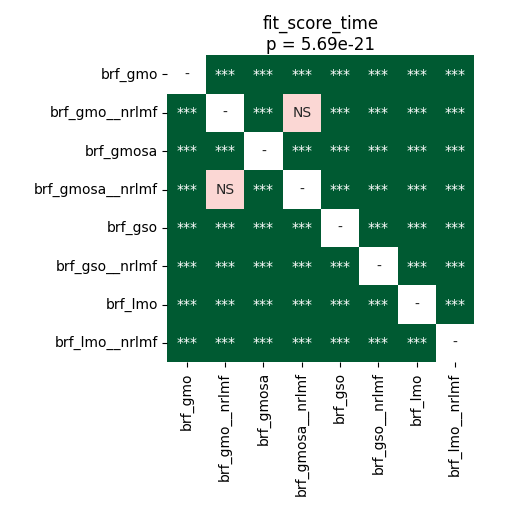 fit_score_time
p = 5.69e-21
brf_gmo - *** *** *** *** *** *** ***
brf_gmo__nrlmf *** - *** NS *** *** *** ***
brf_gmosa *** *** - *** *** *** *** ***
brf_gmosa__nrlmf *** NS *** - *** *** *** ***
brf_gso *** *** *** *** - *** *** ***
brf_gso__nrlmf *** *** *** *** *** - *** ***
brf_lmo *** *** *** *** *** *** - ***
brf_lmo__nrlmf *** *** *** *** *** *** *** -
brf_gmo
brf_gmo__nrlmf
brf_gmosa
brf_gmosa__nrlmf
brf_gso
brf_gso__nrlmf
brf_lmo
brf_lmo__nrlmf